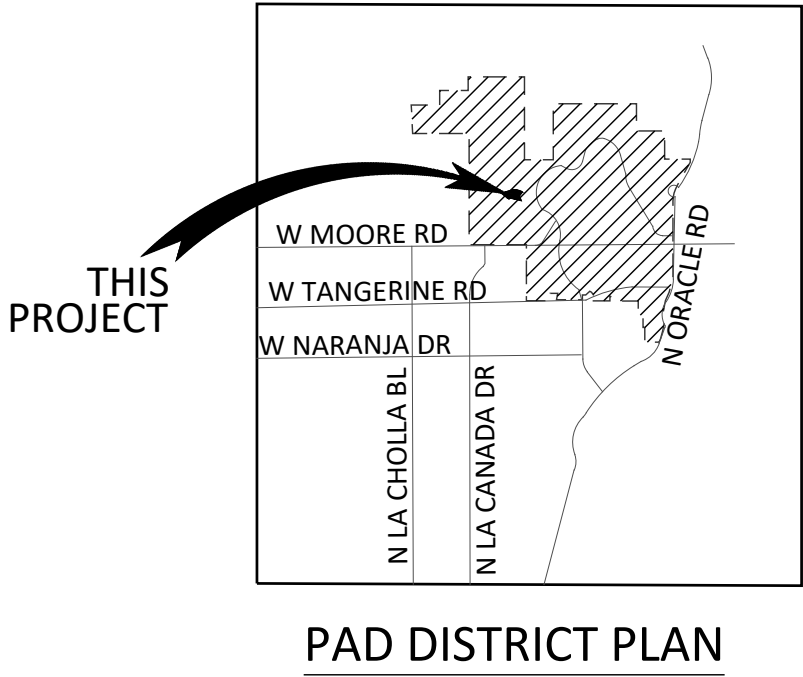 W MOORE RD
THIS
PROJECT
W TANGERINE RD
W NARANJA DR
N LA CHOLLA BL
N LA CANADA DR
N ORACLE RD
PAD DISTRICT PLAN